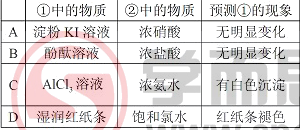 ①中的物质 ②中的物质 预测①的现象
A 淀粉 KI 溶液 浓硝酸 无明显变化
B 酚酞溶液 浓盐酸 无明显变化
C AlCl₃溶液 浓氨水 有白色沉淀
D 湿润红纸条 饱和氯水 红纸条褪色